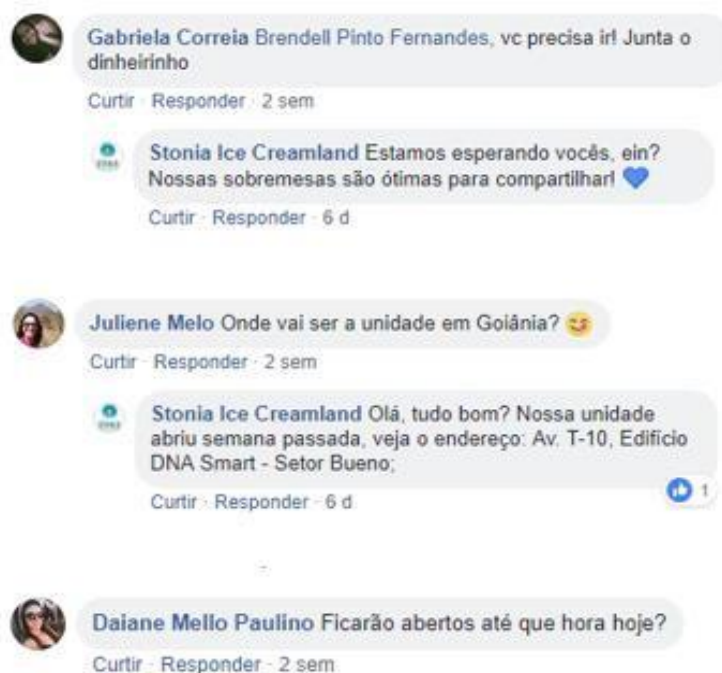 Gabriela Correia Brendell Pinto Fernandes, vc precisa ir! Junta o
dinheirinho
Curtir · Responder · 2 sem
Stonia Ice Creamland Estamos esperando vocês, ein?
Nossas sobremesas são ótimas para compartilhar! 💙
Curtir · Responder · 6 d
Juliene Melo Onde vai ser a unidade em Goiânia? 😋
Curtir · Responder · 2 sem
Stonia Ice Creamland Olá, tudo bom? Nossa unidade
abriu semana passada, veja o endereço: Av. T-10, Edifício
DNA Smart - Setor Bueno;
Curtir · Responder · 6 d
1
Daiane Mello Paulino Ficarão abertos até que hora hoje?
Curtir · Responder · 2 sem